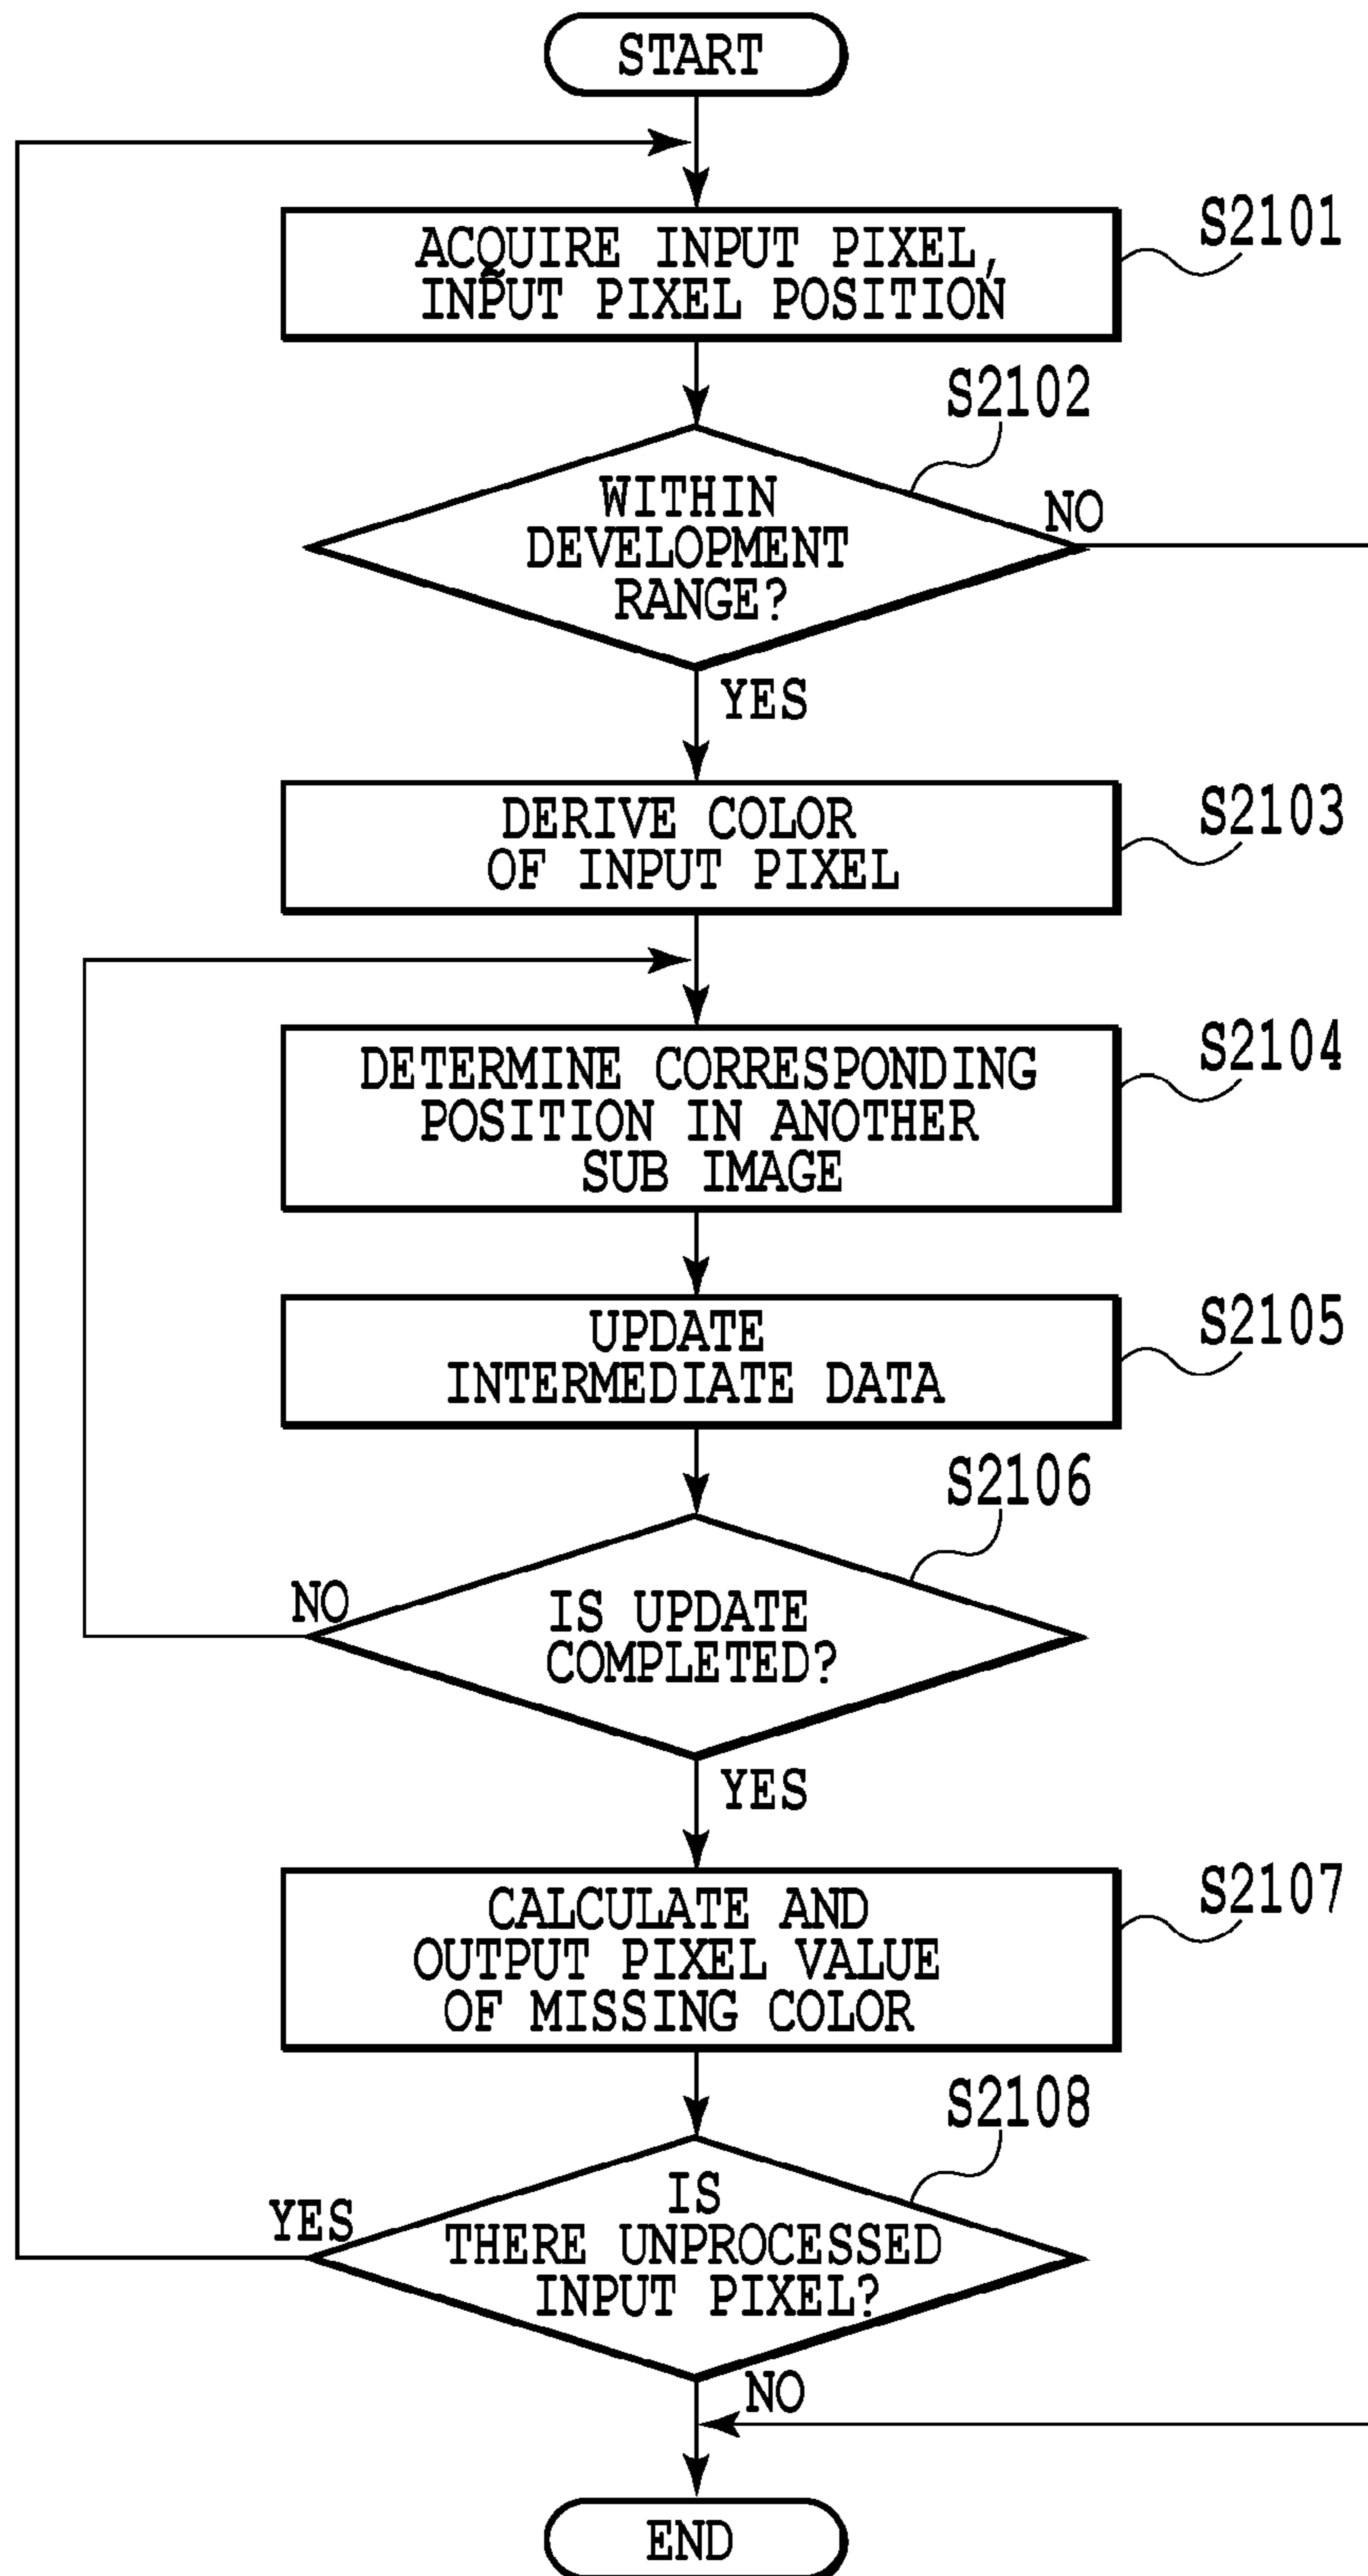 START
ACQUIRE INPUT PIXEL,
INPUT PIXEL POSITION
S2101
S2102
WITHIN
DEVELOPMENT
RANGE?
NO
YES
DERIVE COLOR
OF INPUT PIXEL
S2103
DETERMINE CORRESPONDING
POSITION IN ANOTHER
SUB IMAGE
S2104
UPDATE
INTERMEDIATE DATA
S2105
S2106
NO
IS UPDATE
COMPLETED?
YES
CALCULATE AND
OUTPUT PIXEL VALUE
OF MISSING COLOR
S2107
S2108
YES
IS
THERE UNPROCESSED
INPUT PIXEL?
NO
END